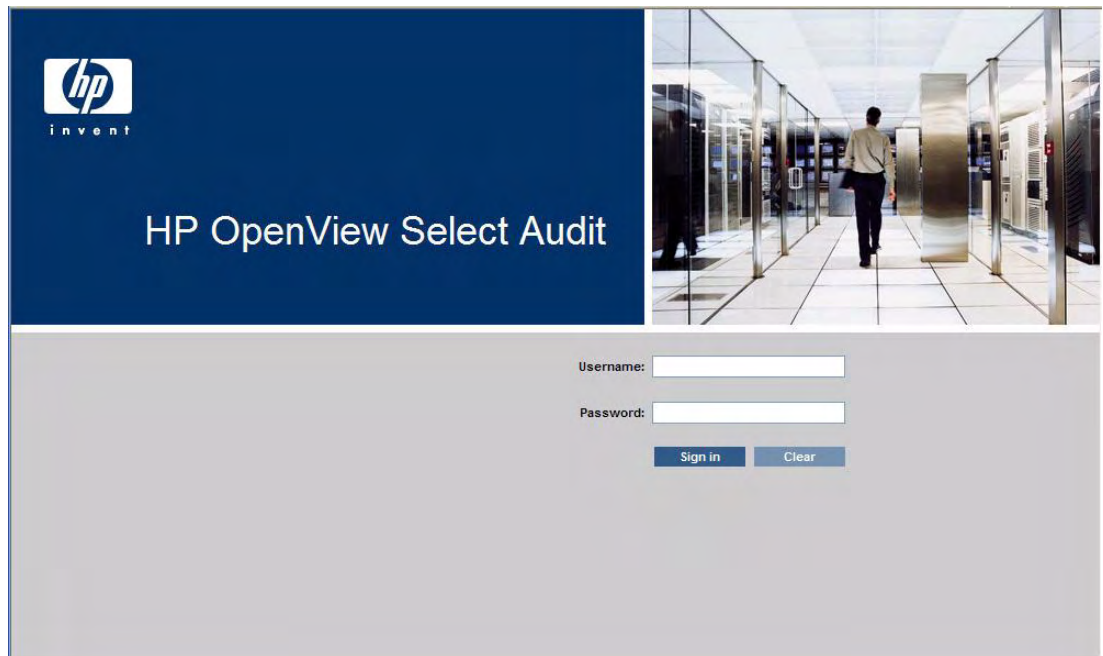 hp
invent
HP OpenView Select Audit
Username:
Password:
Sign in Clear